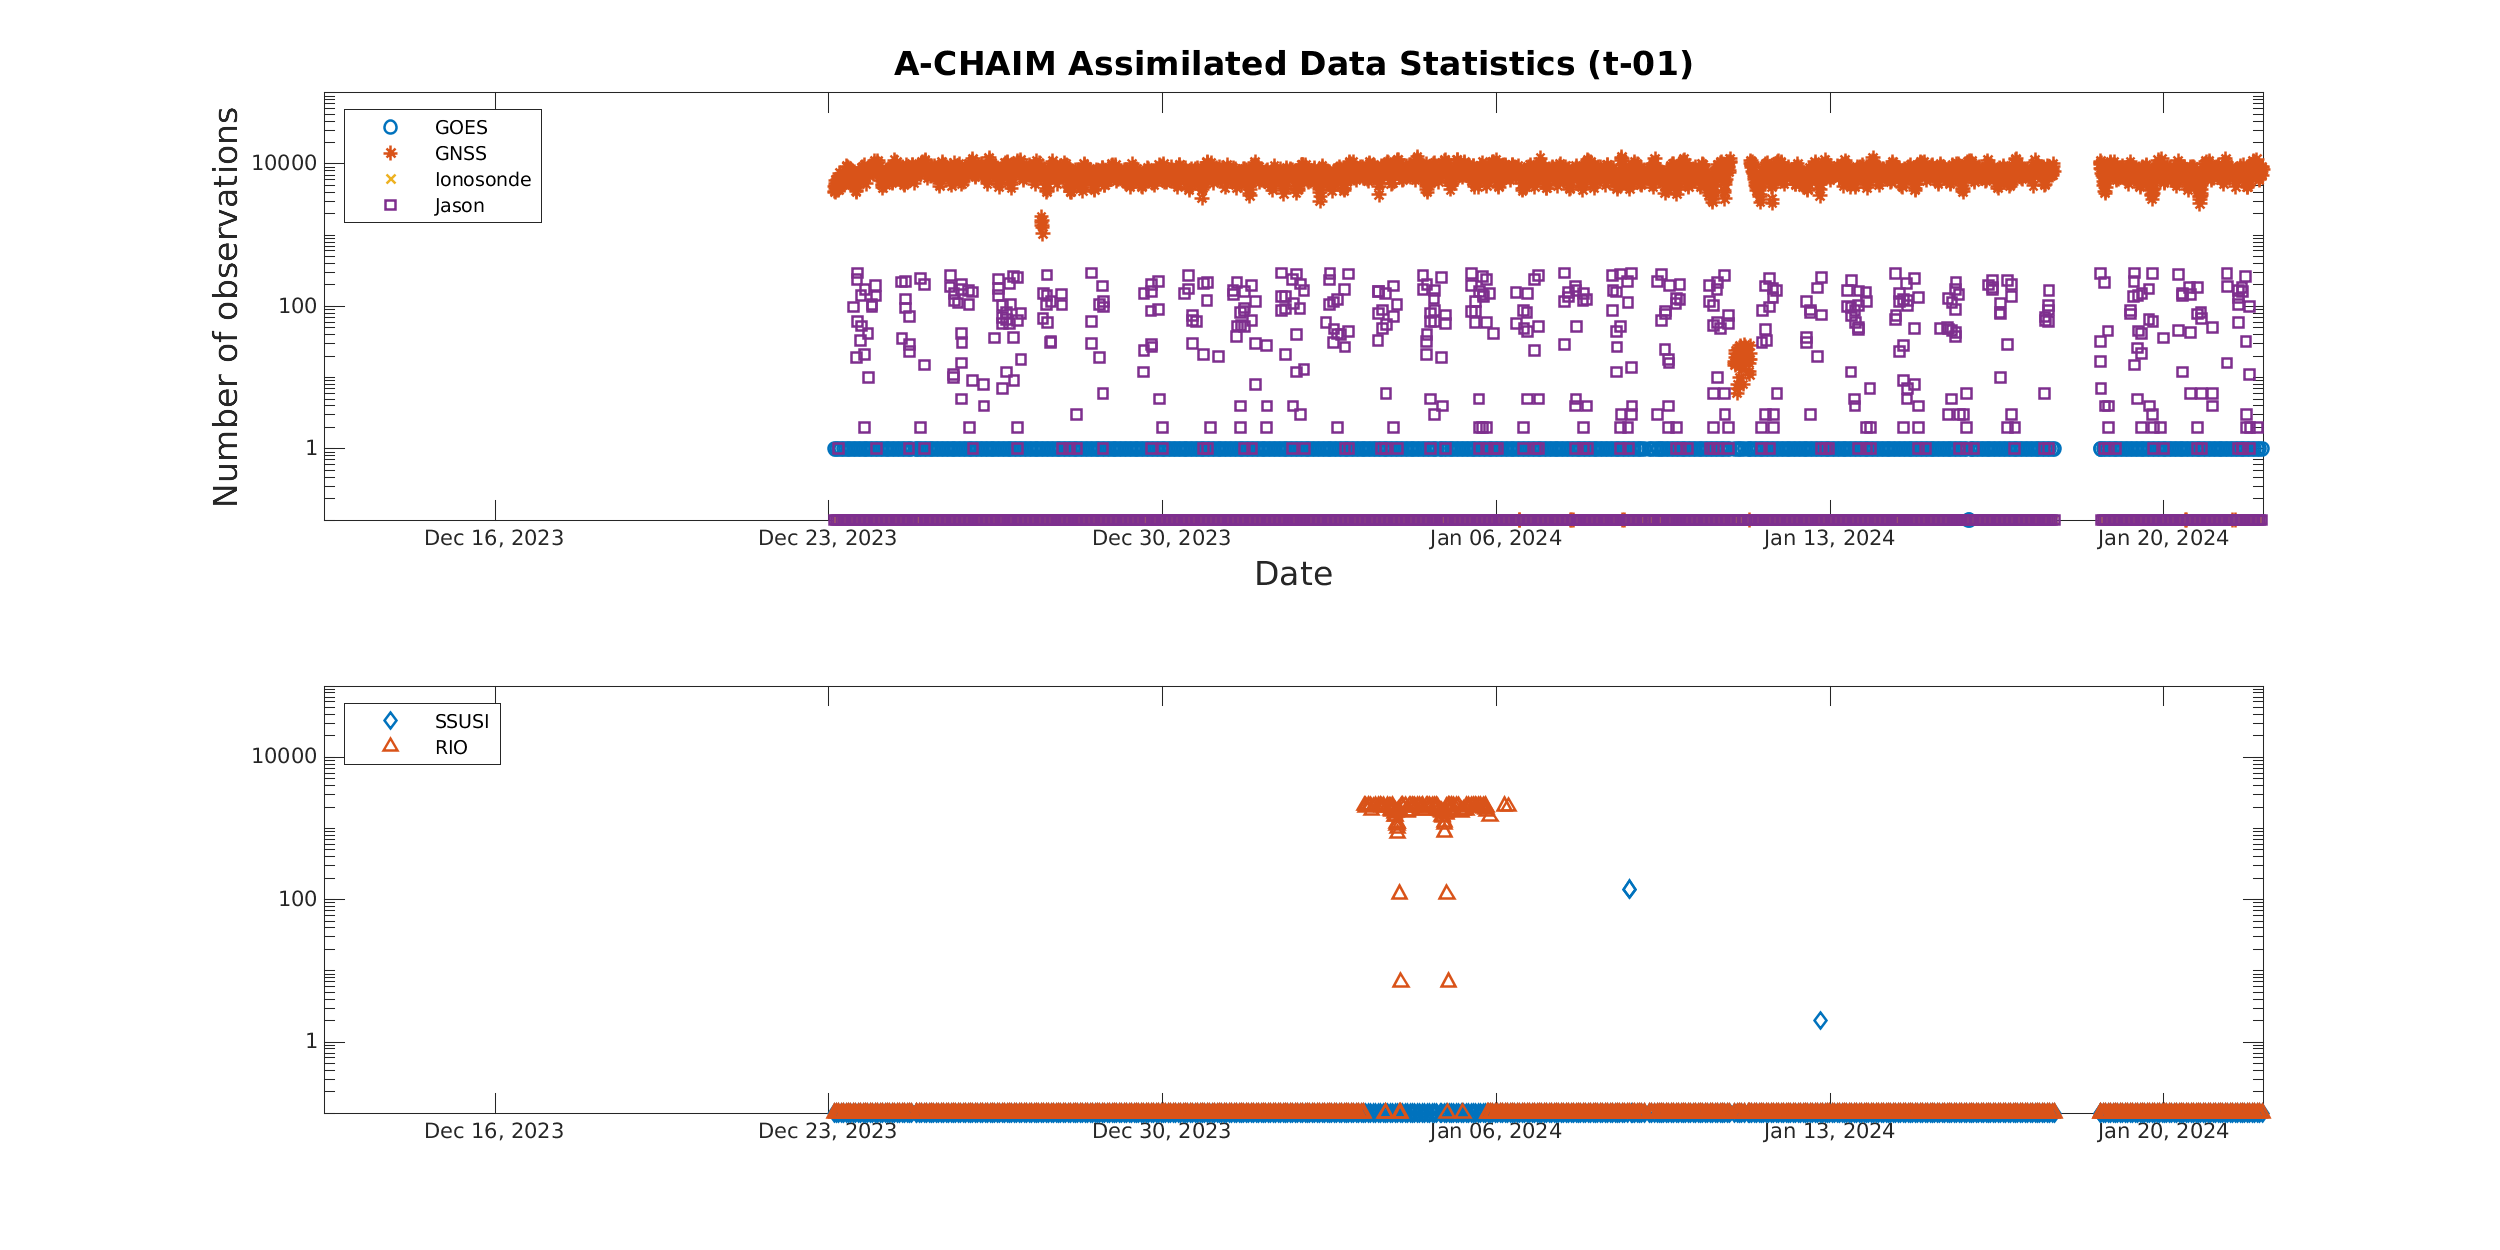 A-CHAIM Assimilated Data Statistics (t-01)
Number of observations
10000
100
1
GOES
GNSS
Ionosonde
Jason
Dec 16, 2023
Dec 23, 2023
Dec 30, 2023
Jan 06, 2024
Jan 13, 2024
Jan 20, 2024
Date
10000
100
1
SSUSI
RIO
Dec 16, 2023
Dec 23, 2023
Dec 30, 2023
Jan 06, 2024
Jan 13, 2024
Jan 20, 2024